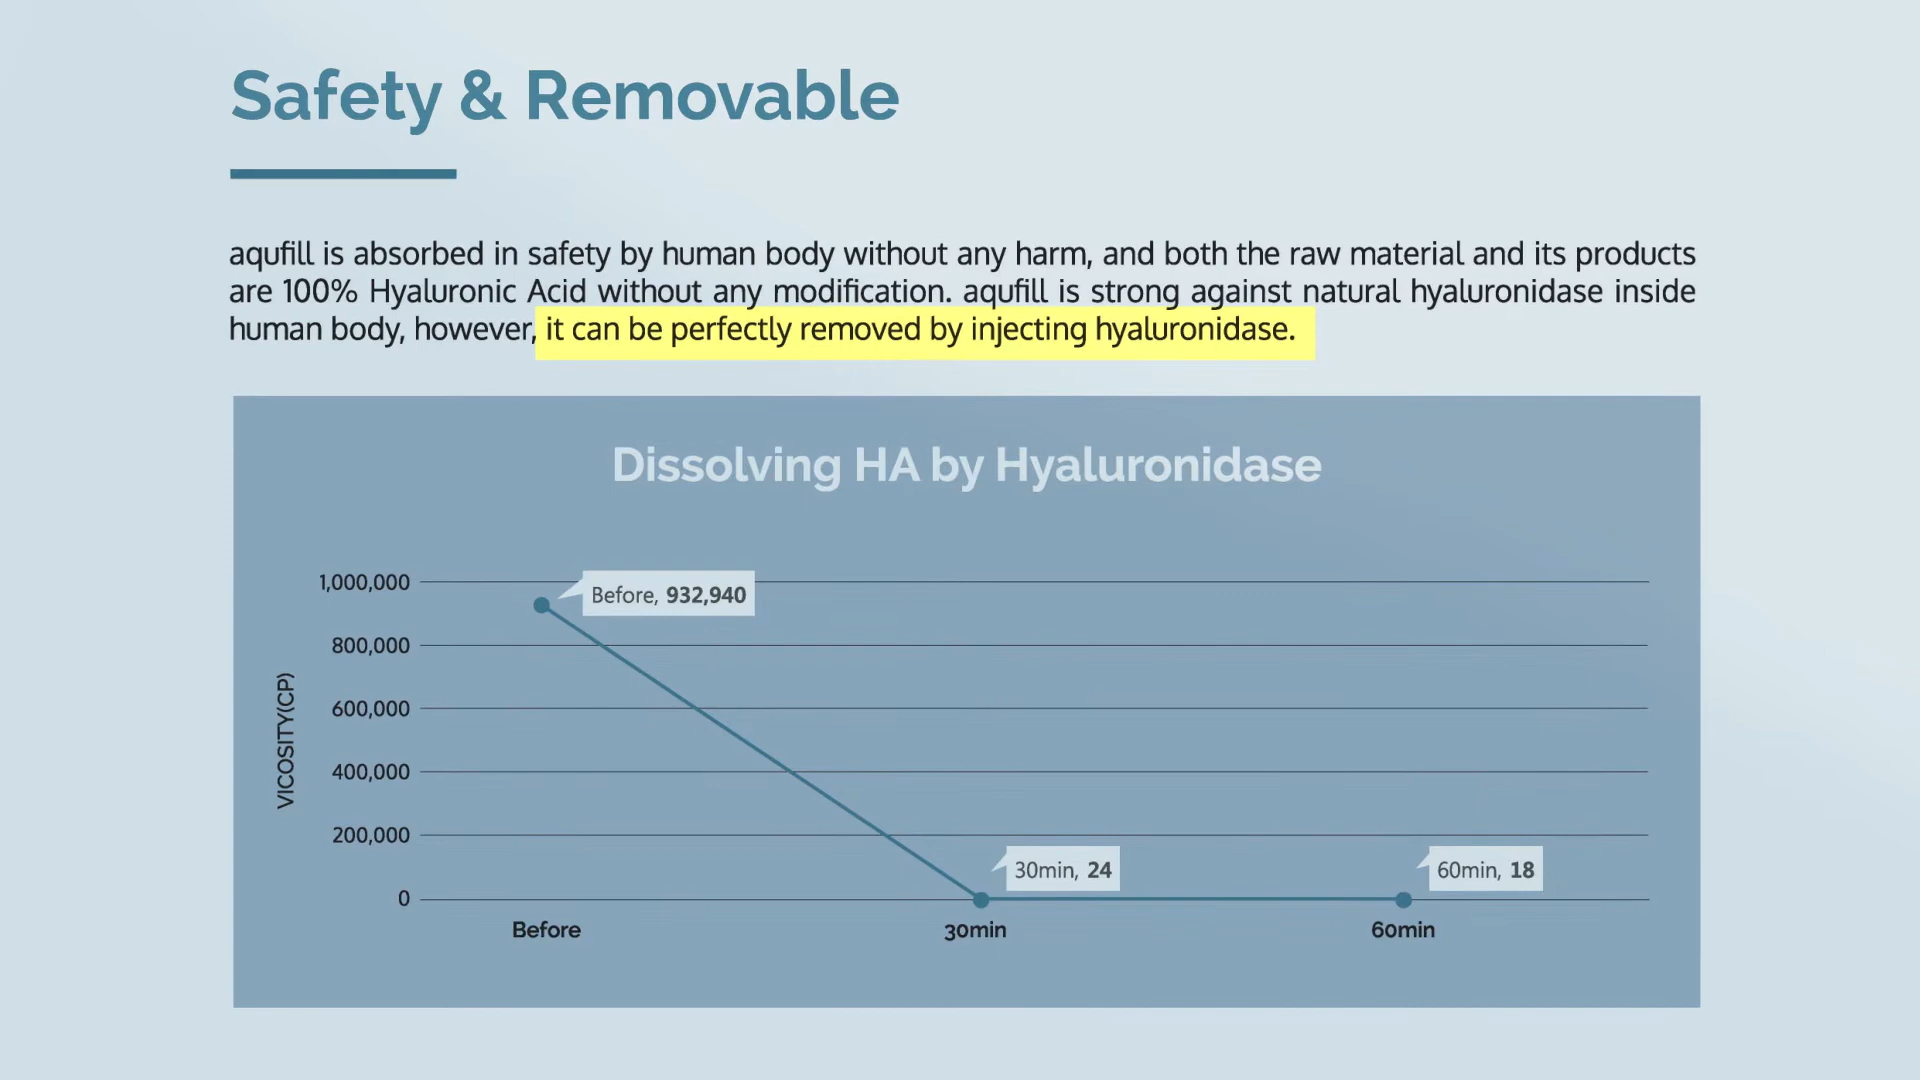 Safety & Removable
aqufill is absorbed in safety by human body without any harm, and both the raw material and its products
are 100% Hyaluronic Acid without any modification. aqufill is strong against natural hyaluronidase inside
human body, however, it can be perfectly removed by injecting hyaluronidase.
Dissolving HA by Hyaluronidase
VICOSITY(CP)
1,000,000
800,000
600,000
400,000
200,000
0
Before, 932,940
30min, 24
60min, 18
Before
30min
60min